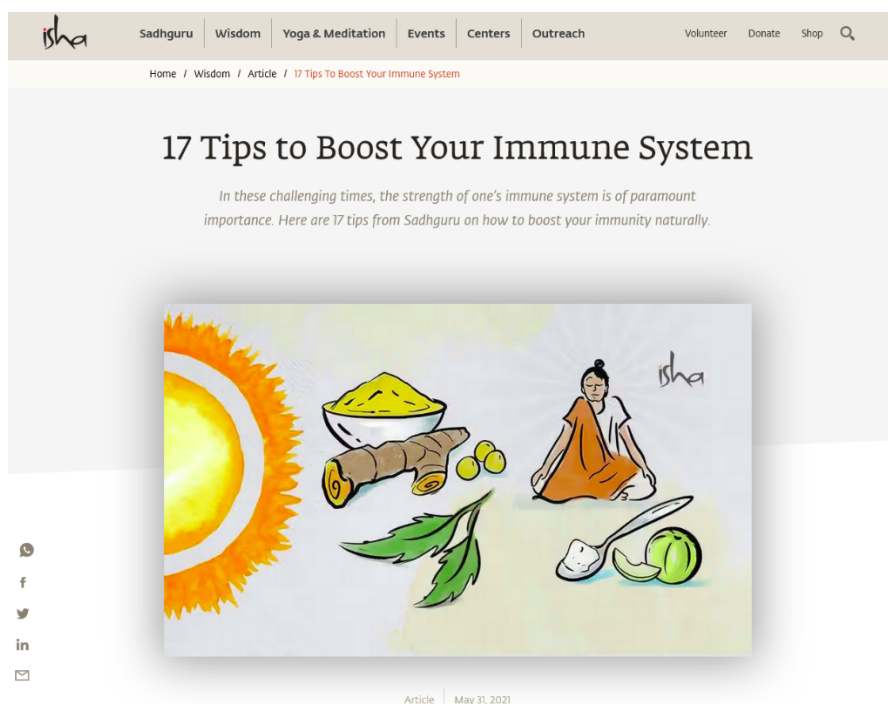 isha
Sadhguru Wisdom Yoga & Meditation Events Centers Outreach Volunteer Donate Shop
Home / Wisdom / Article / 17 Tips To Boost Your Immune System
17 Tips to Boost Your Immune System
In these challenging times, the strength of one's immune system is of paramount
importance. Here are 17 tips from Sadhguru on how to boost your immunity naturally.
isha
Article May 31, 2021